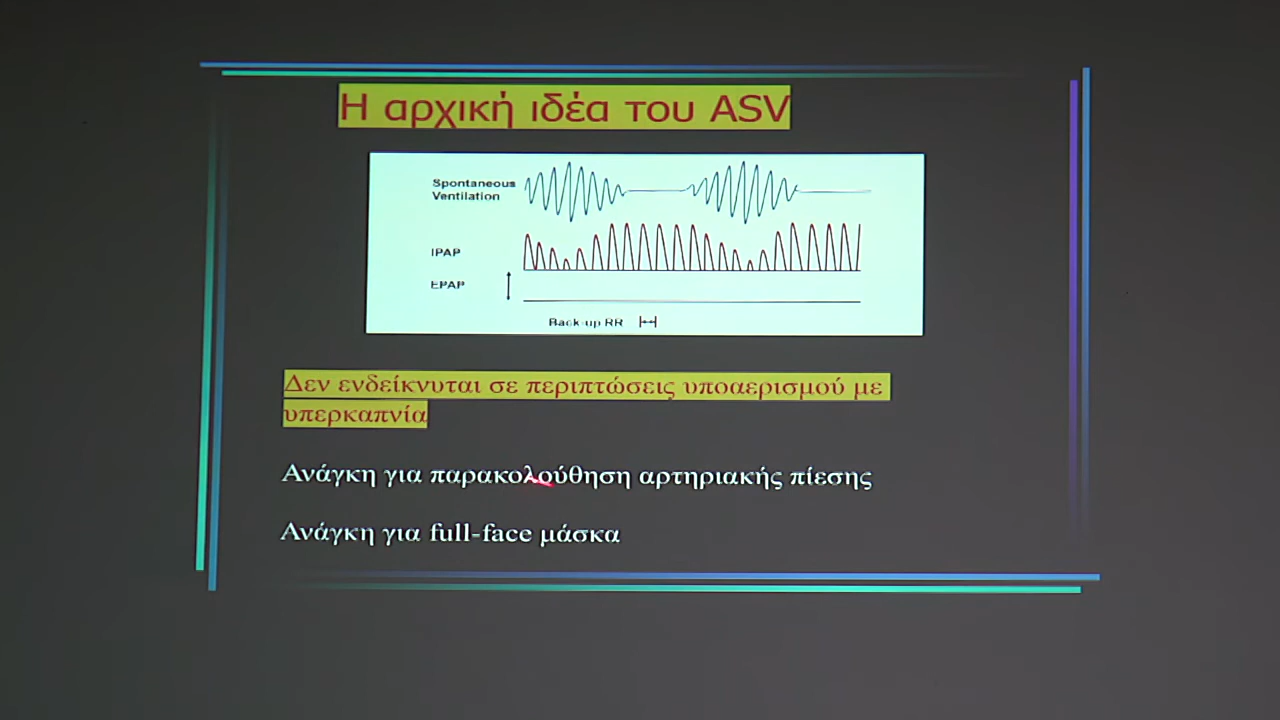 Η αρχική ιδέα του ASV
Spontaneous
Ventilation
IPAP
EPAP
Back-up RR
Δεν ενδείκνυται σε περιπτώσεις υποαερισμού με
υπερκαπνία
Ανάγκη για παρακολούθηση αρτηριακής πίεσης
Ανάγκη για full-face μάσκα